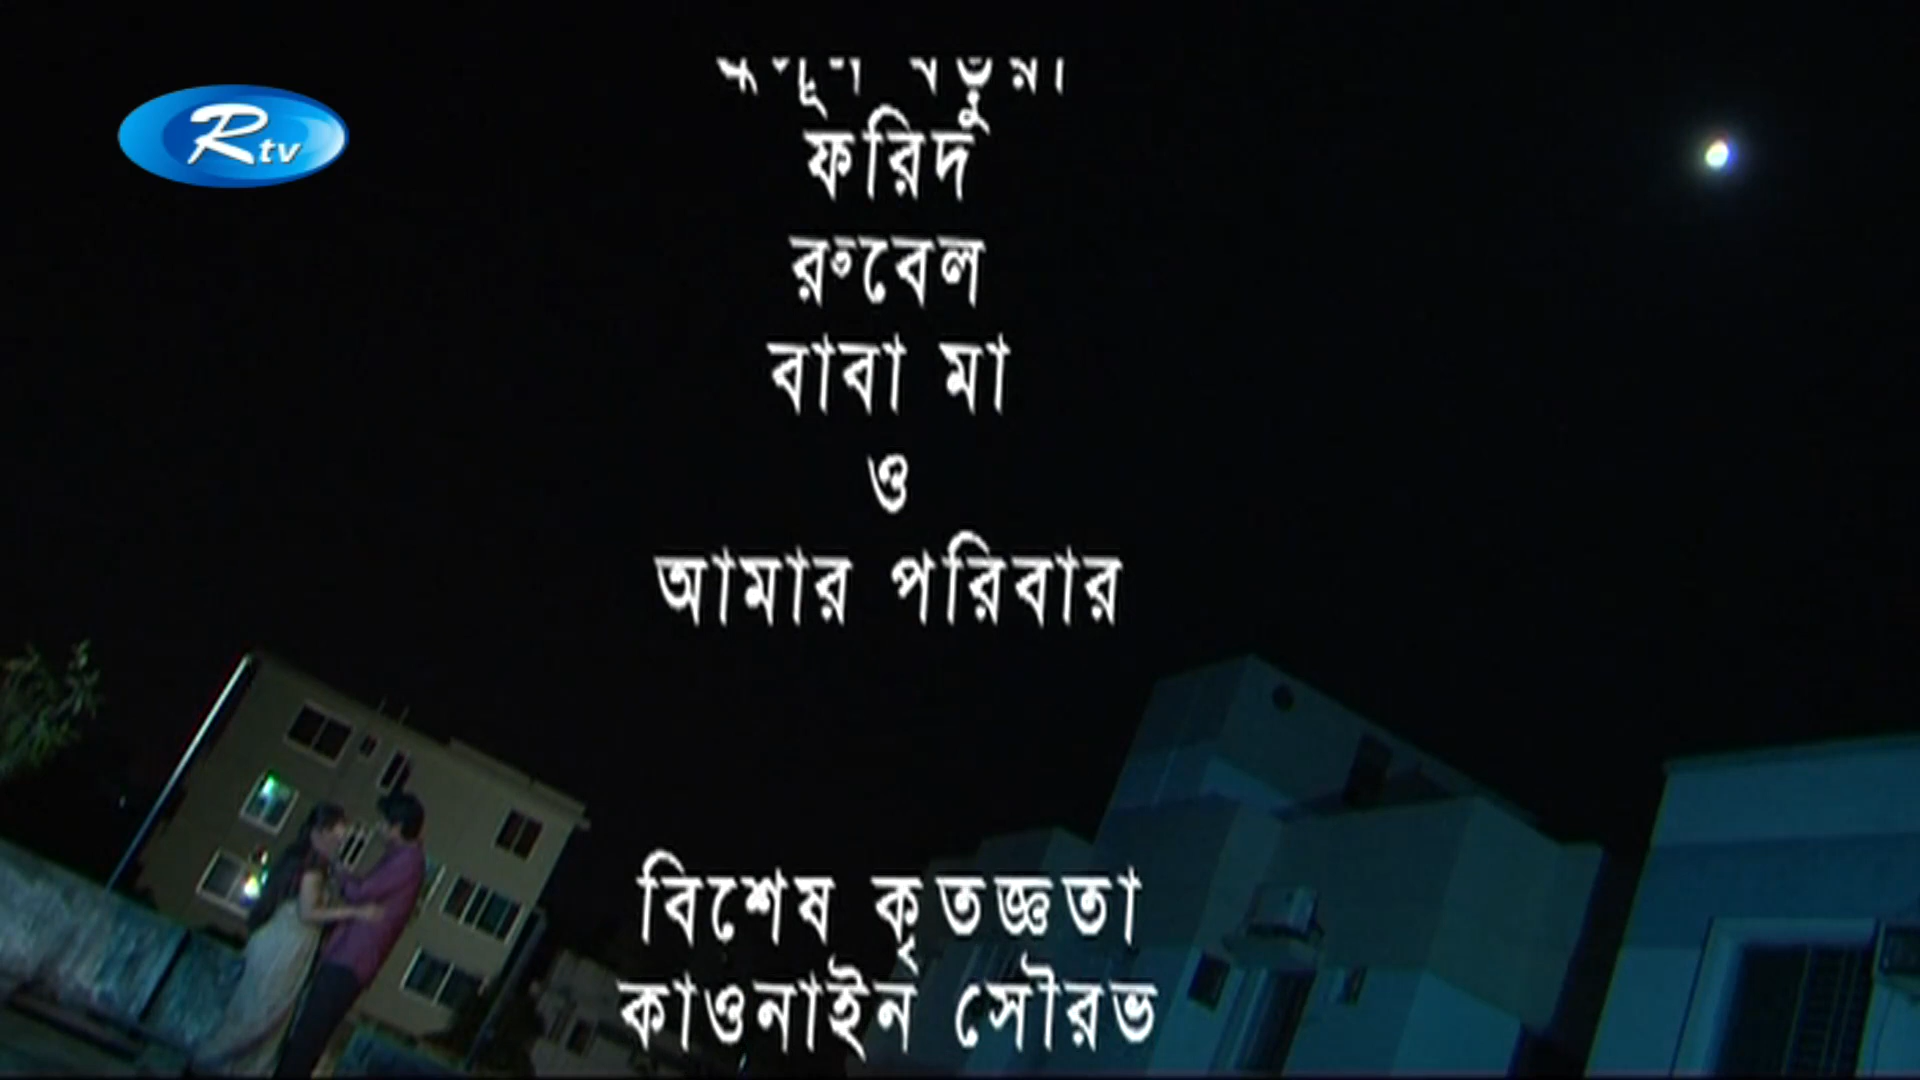 Rtv
ফরিদ
রুবেল
বাবা মা
ও
আমার পরিবার
বিশেষ কৃতজ্ঞতা
কাওনাইন সৌরভ